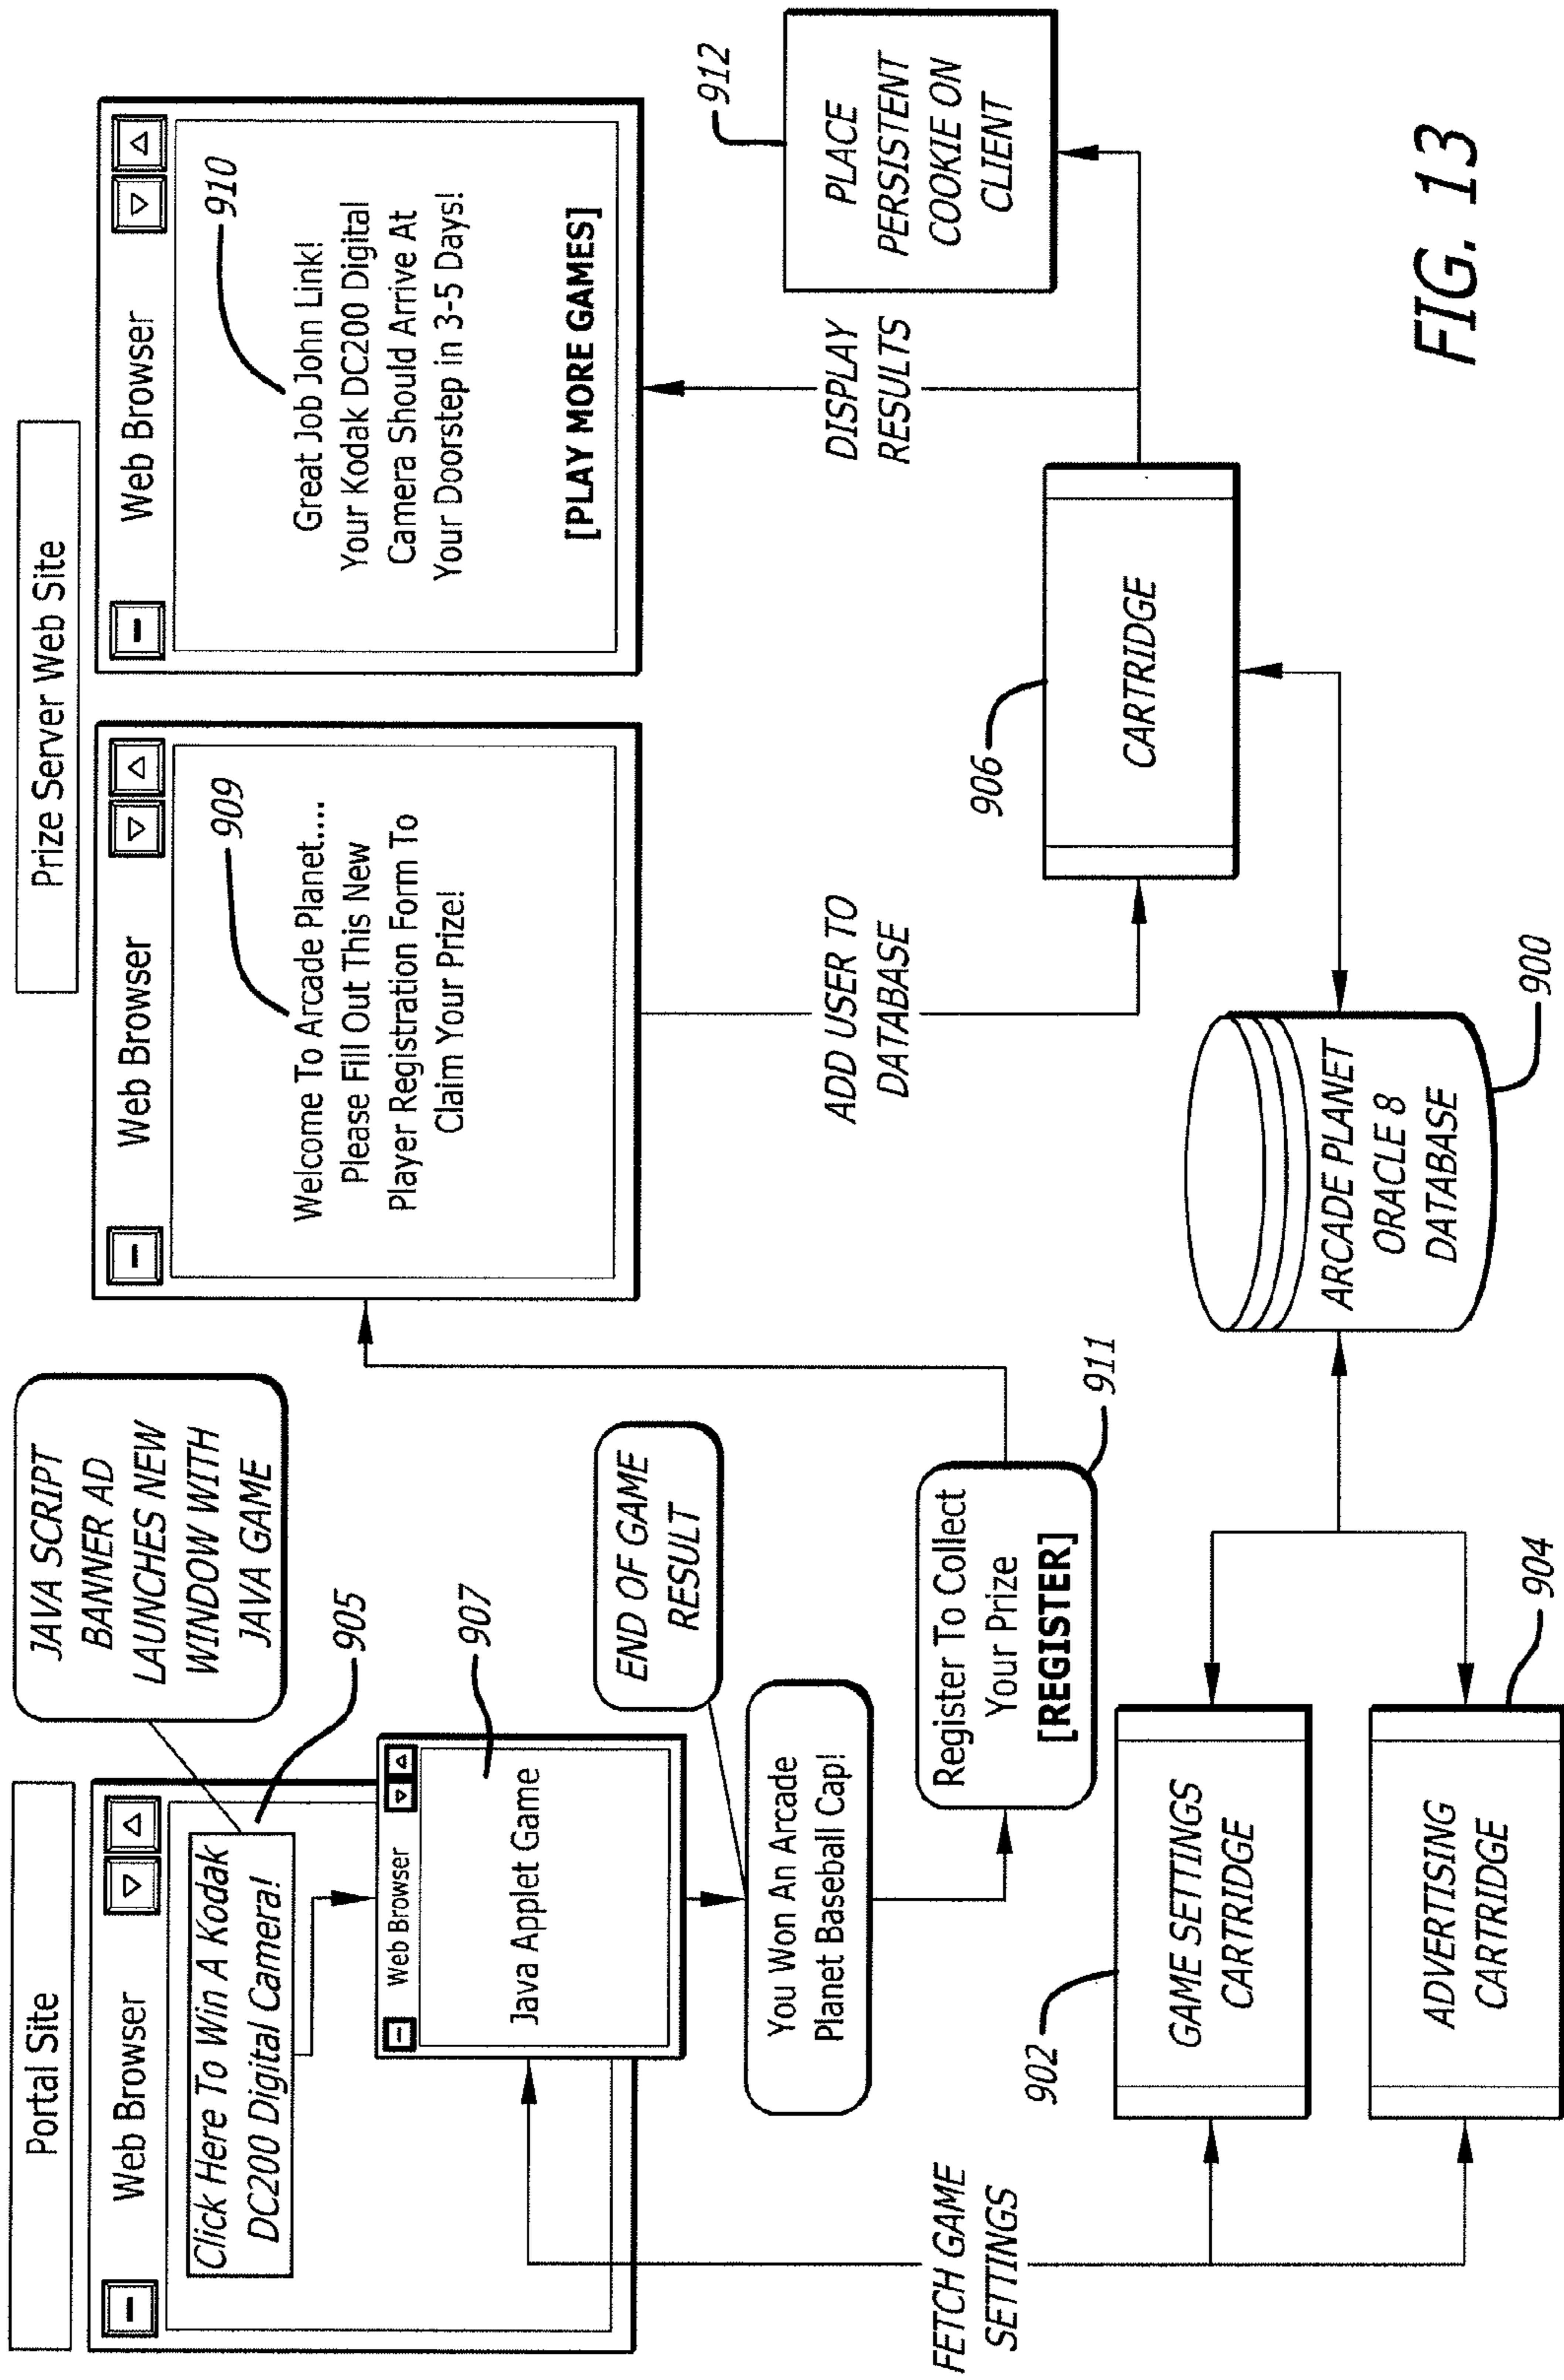 Portal Site
Web Browser
Click Here To Win A Kodak
DC200 Digital Camera!
905
JAVA SCRIPT
BANNER AD
LAUNCHES NEW
WINDOW WITH
JAVA GAME
Web Browser
Java Applet Game
907
END OF GAME
RESULT
You Won An Arcade
Planet Baseball Cap!
Register To Collect
Your Prize
[REGISTER]
911
FETCH GAME
SETTINGS
902
GAME SETTINGS
CARTRIDGE
ADVERTISING
CARTRIDGE
904
Prize Server Web Site
Web Browser
909
Welcome To Arcade Planet....
Please Fill Out This New
Player Registration Form To
Claim Your Prize!
Web Browser
910
Great Job John Link!
Your Kodak DC200 Digital
Camera Should Arrive At
Your Doorstep in 3-5 Days!
[PLAY MORE GAMES]
ADD USER TO
DATABASE
DISPLAY
RESULTS
912
PLACE
PERSISTENT
COOKIE ON
CLIENT
906
CARTRIDGE
ARCADE PLANET
ORACLE 8
DATABASE
900
FIG. 13